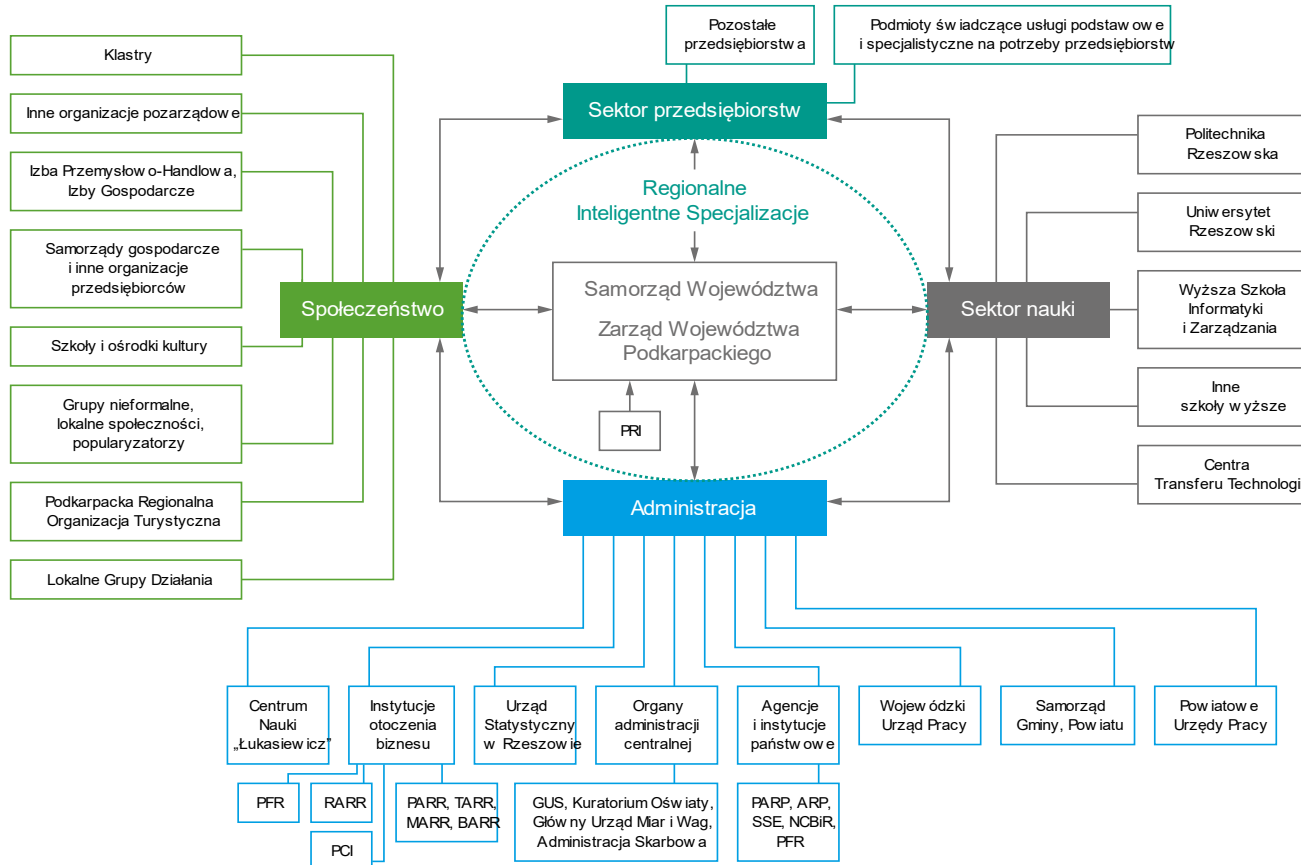 Pozostałe
przedsiębiorstwa
Podmioty świadczące usługi podstawowe
i specjalistyczne na potrzeby przedsiębiorstw
Klastry
Inne organizacje pozarządowe
Izba Przemysłowo-Handlowa,
Izby Gospodarcze
Samorządy gospodarcze
i inne organizacje
przedsiębiorców
Szkoły i ośrodki kultury
Grupy nieformalne,
lokalne społeczności,
popularyzatorzy
Podkarpacka Regionalna
Organizacja Turystyczna
Lokalne Grupy Działania
Społeczeństwo
Sektor przedsiębiorstw
Regionalne
Inteligentne Specjalizacje
Samorząd Województwa
Zarząd Województwa
Podkarpackiego
PRI
Administracja
Sektor nauki
Politechnika
Rzeszowska
Uniwersytet
Rzeszowski
Wyższa Szkoła
Informatyki
i Zarządzania
Inne
szkoły wyższe
Centra
Transferu Technologi
Centrum
Nauki
„Łukasiewicz”
Instytucje
otoczenia
biznesu
Urząd
Statystyczny
w Rzeszowie
Organy
administracji
centralnej
Agencje
i instytucje
państwowe
Wojewódzki
Urząd Pracy
Samorząd
Gminy, Powiatu
Powiatowe
Urzędy Pracy
PFR
RARR
PCI
PARR, TARR,
MARR, BARR
GUS, Kuratorium Oświaty,
Główny Urząd Miar i Wag,
Administracja Skarbowa
PARP, ARP,
SSE, NCBiR,
PFR